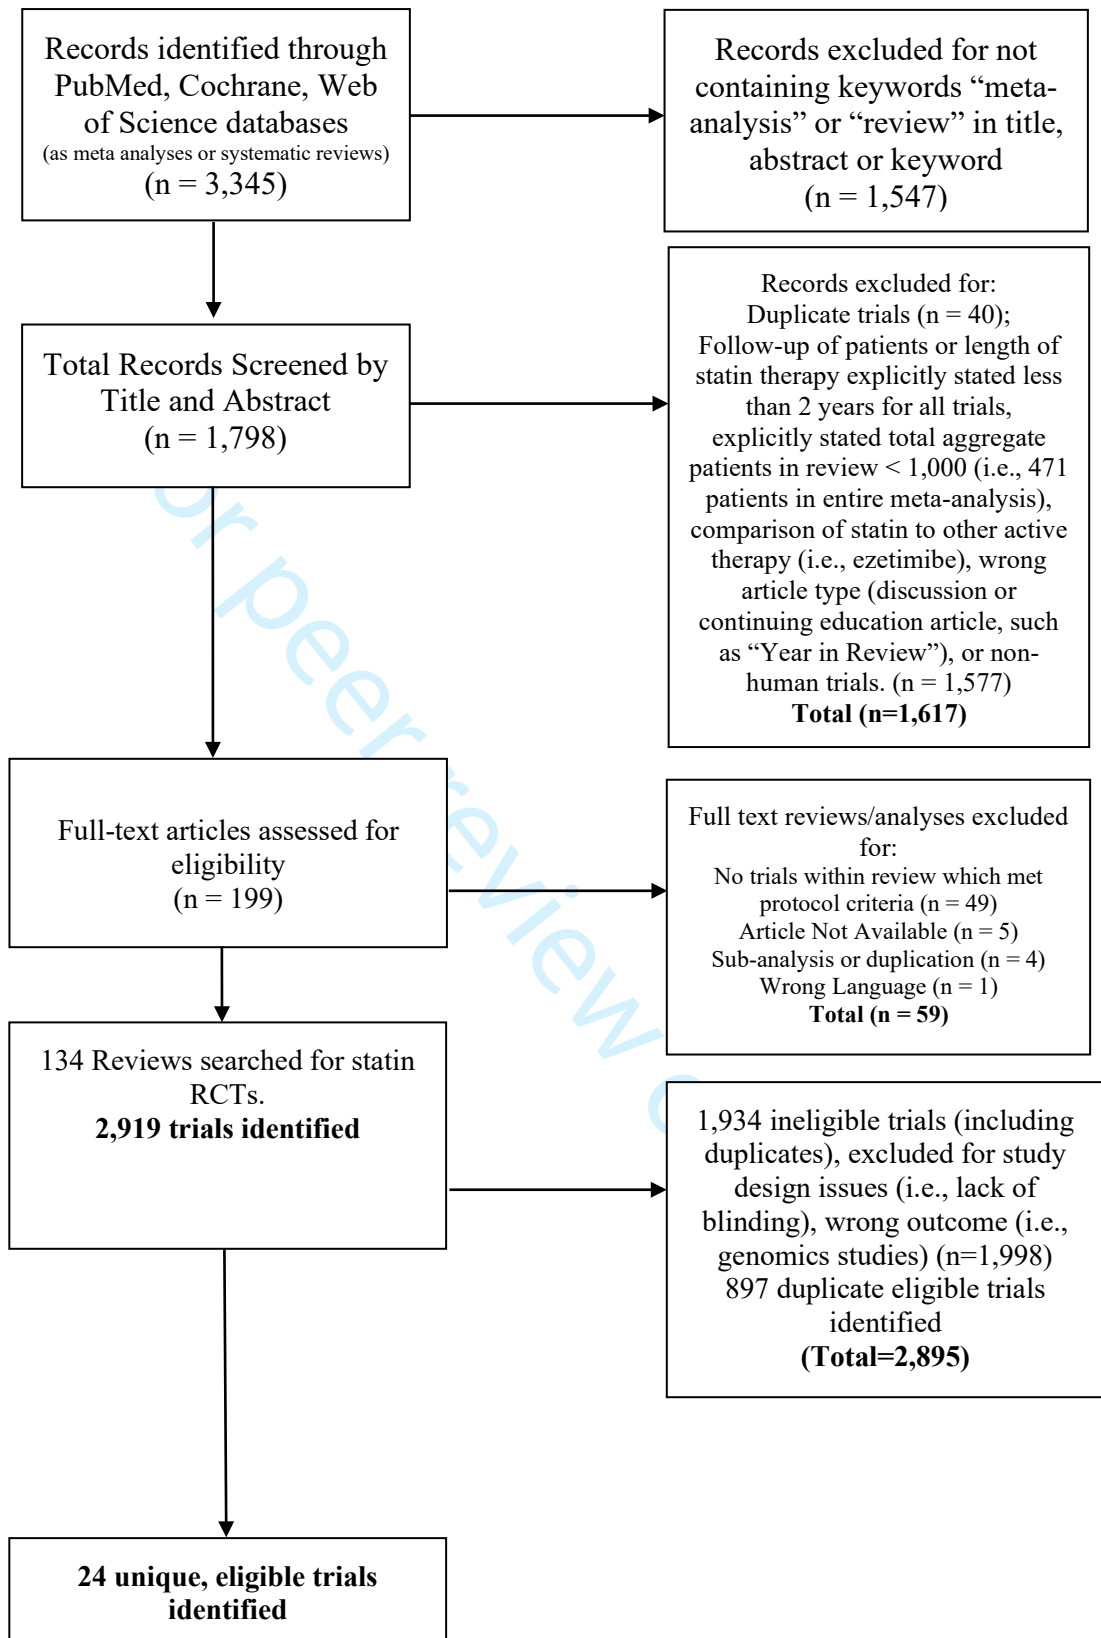 Records identified through
PubMed, Cochrane, Web
of Science databases
(as meta analyses or systematic reviews)
(n = 3,345)
Records excluded for not
containing keywords “meta-
analysis” or “review” in title,
abstract or keyword
(n = 1,547)
Total Records Screened by
Title and Abstract
(n = 1,798)
Records excluded for:
Duplicate trials (n = 40);
Follow-up of patients or length of
statin therapy explicitly stated less
than 2 years for all trials,
explicitly stated total aggregate
patients in review < 1,000 (i.e., 471
patients in entire meta-analysis),
comparison of statin to other active
therapy (i.e., ezetimibe), wrong
article type (discussion or
continuing education article, such
as “Year in Review”), or non-
human trials. (n = 1,577)
Total (n=1,617)
Full-text articles assessed for
eligibility
(n = 199)
Full text reviews/analyses excluded
for:
No trials within review which met
protocol criteria (n = 49)
Article Not Available (n = 5)
Sub-analysis or duplication (n = 4)
Wrong Language (n = 1)
Total (n = 59)
134 Reviews searched for statin
RCTs.
2,919 trials identified
1,934 ineligible trials (including
duplicates), excluded for study
design issues (i.e., lack of
blinding), wrong outcome (i.e.,
genomics studies) (n=1,998)
897 duplicate eligible trials
identified
(Total=2,895)
24 unique, eligible trials
identified
or peer review o